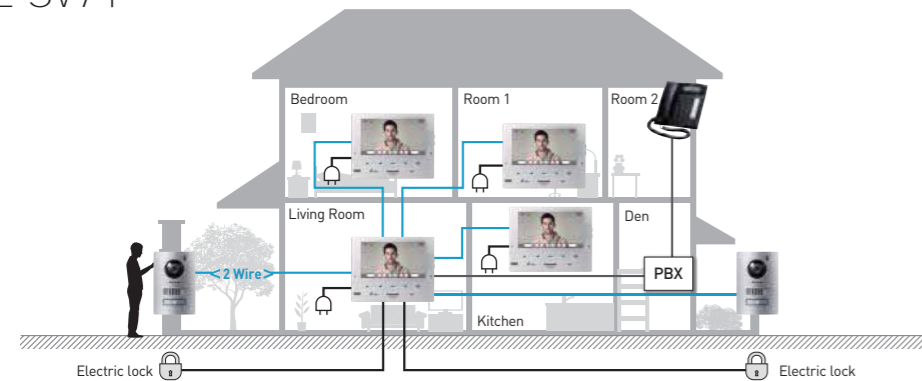 Bedroom
Room 1
Room 2
Living Room
Den
< 2 Wire >
PBX
Kitchen
Electric lock
Electric lock